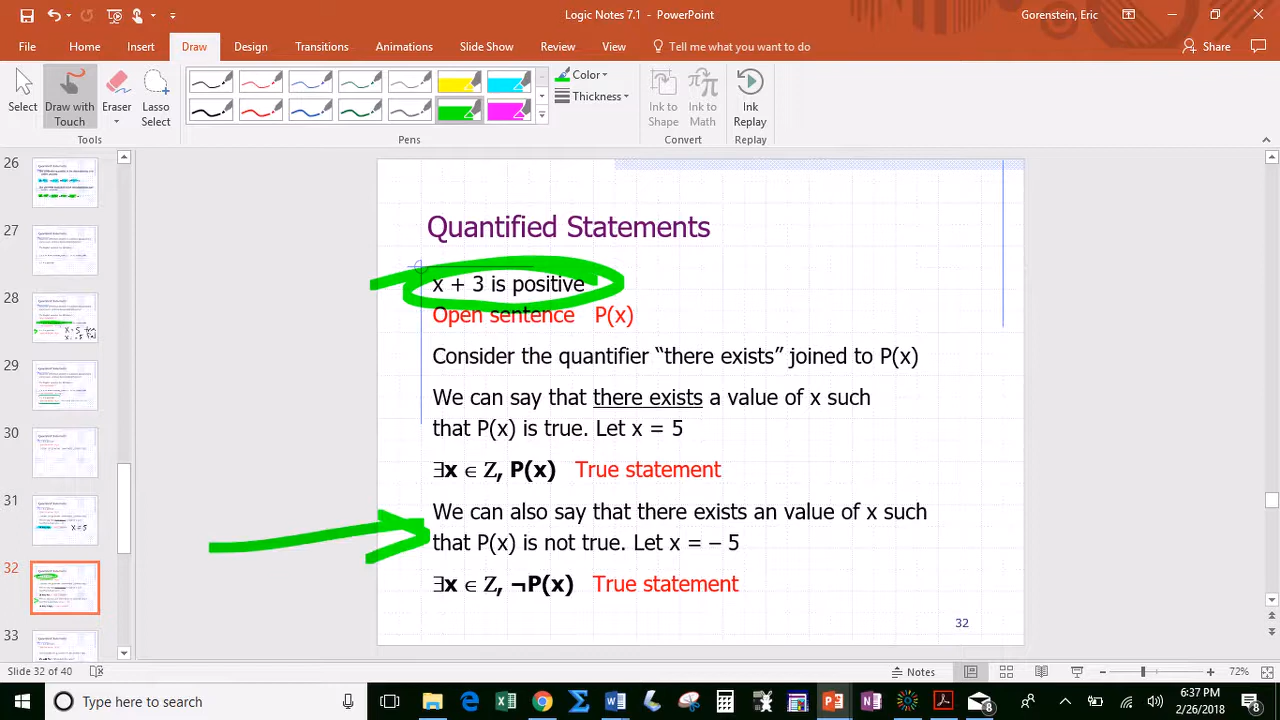 2.7 - PowerPoint
Gorenstein, Eric
File Home Insert Draw Design Transitions Animations Slide Show Review View Tell me what you want to do
Share
Select
Draw with Touch
Eraser
Lasso Select
Color
Thickness
Ink to Shape
Ink to Math
Ink Replay
Tools
Pens
Convert
Replay
26
27
28
29
30
31
32
33
Quantified Statements
x + 3 is positive
Open sentence P(x)
Consider the quantifier “there exists” joined to P(x)
We can say that there exists a value of x such
that P(x) is true. Let x = 5
∃x ∈ Z, P(x) True statement
We can also say that there exists an value of x such
that P(x) is not true. Let x = – 5
∃x ∈ Z, ¬P(x) True statement
32
Slide 32 of 40
Notes
72%
Type here to search
8
6:37 PM
2/26/2018
8